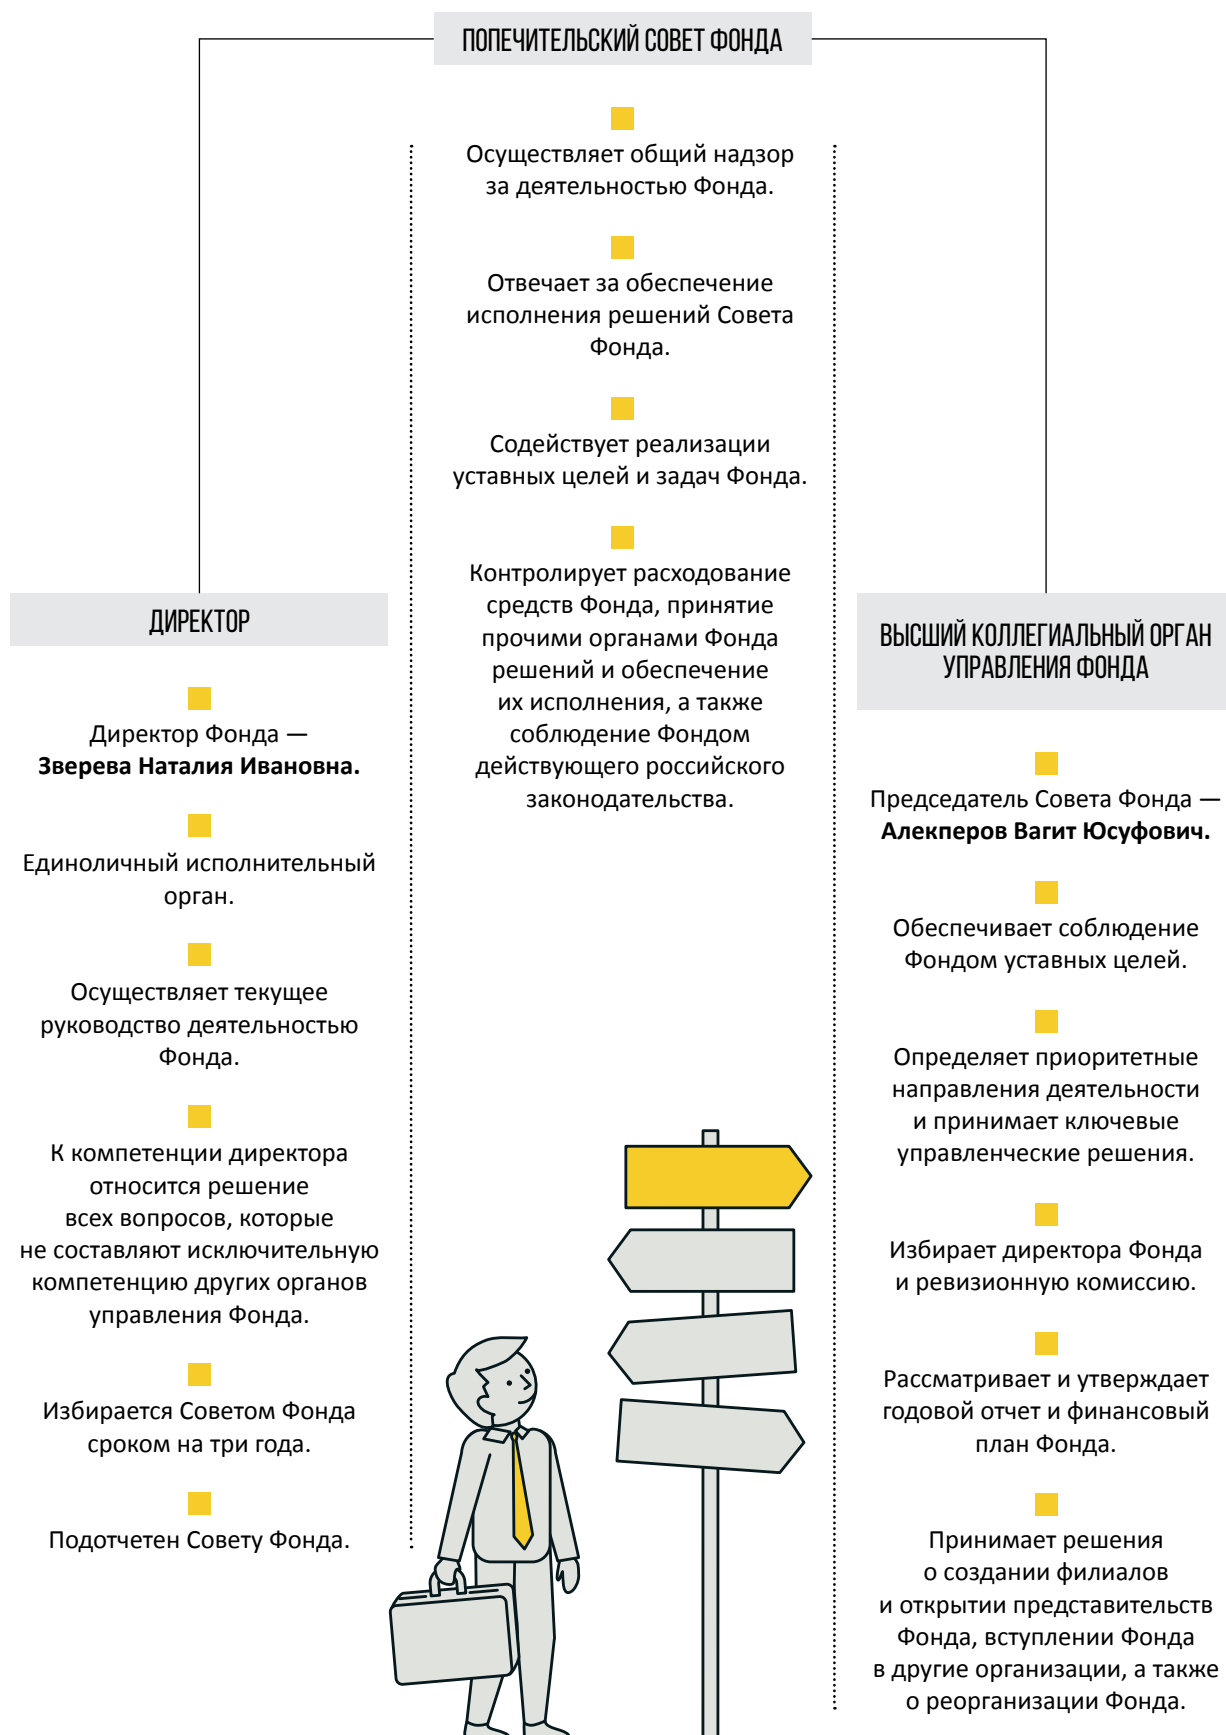 ПОПЕЧИТЕЛЬСКИЙ СОВЕТ ФОНДА
Осуществляет общий надзор
за деятельностью Фонда.
Отвечает за обеспечение
исполнения решений Совета
Фонда.
Содействует реализации
уставных целей и задач Фонда.
Контролирует расходование
средств Фонда, принятие
прочими органами Фонда
решений и обеспечение
их исполнения, а также
соблюдение Фондом
действующего российского
законодательства.
ДИРЕКТОР
Директор Фонда —
Зверева Наталия Ивановна.
Единоличный исполнительный
орган.
Осуществляет текущее
руководство деятельностью
Фонда.
К компетенции директора
относится решение
всех вопросов, которые
не составляют исключительную
компетенцию других органов
управления Фонда.
Избирается Советом Фонда
сроком на три года.
Подотчетен Совету Фонда.
ВЫСШИЙ КОЛЛЕГИАЛЬНЫЙ ОРГАН
УПРАВЛЕНИЯ ФОНДА
Председатель Совета Фонда —
Алекперов Вагит Юсуфович.
Обеспечивает соблюдение
Фондом уставных целей.
Определяет приоритетные
направления деятельности
и принимает ключевые
управленческие решения.
Избирает директора Фонда
и ревизионную комиссию.
Рассматривает и утверждает
годовой отчет и финансовый
план Фонда.
Принимает решения
о создании филиалов
и открытии представительств
Фонда, вступлении Фонда
в другие организации, а также
о реорганизации Фонда.